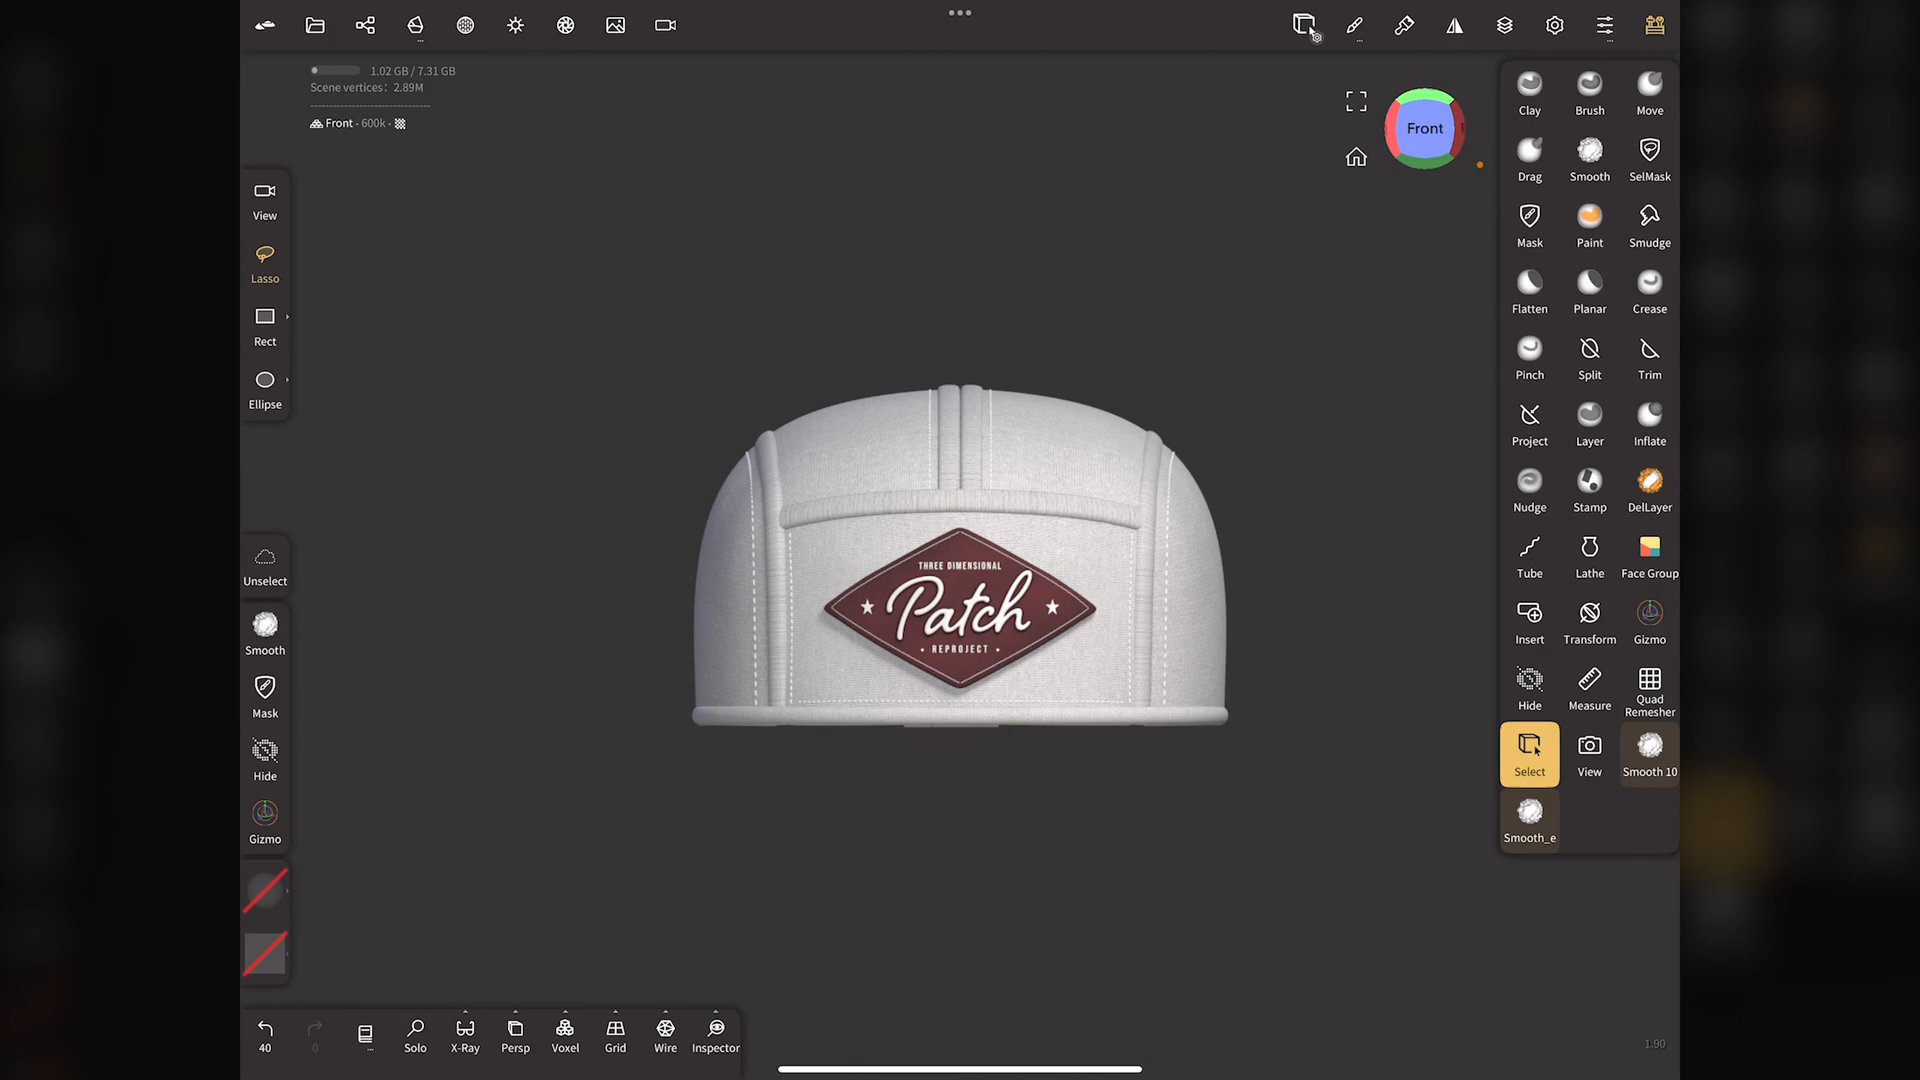 1.02 GB / 7.31 GB
Scene vertices: 2.89M
Front • 600k •
Front
View
Lasso
Rect
Ellipse
Unselect
Smooth
Mask
Hide
Gizmo
THREE DIMENSIONAL
Patch
• REPROJECT •
Clay Brush Move
Drag Smooth SelMask
Mask Paint Smudge
Flatten Planar Crease
Pinch Split Trim
Project Layer Inflate
Nudge Stamp DelLayer
Tube Lathe Face Group
Insert Transform Gizmo
Hide Measure Quad Remesher
Select View Smooth 10
Smooth_e
40 0 Solo X-Ray Persp Voxel Grid Wire Inspector
1.90